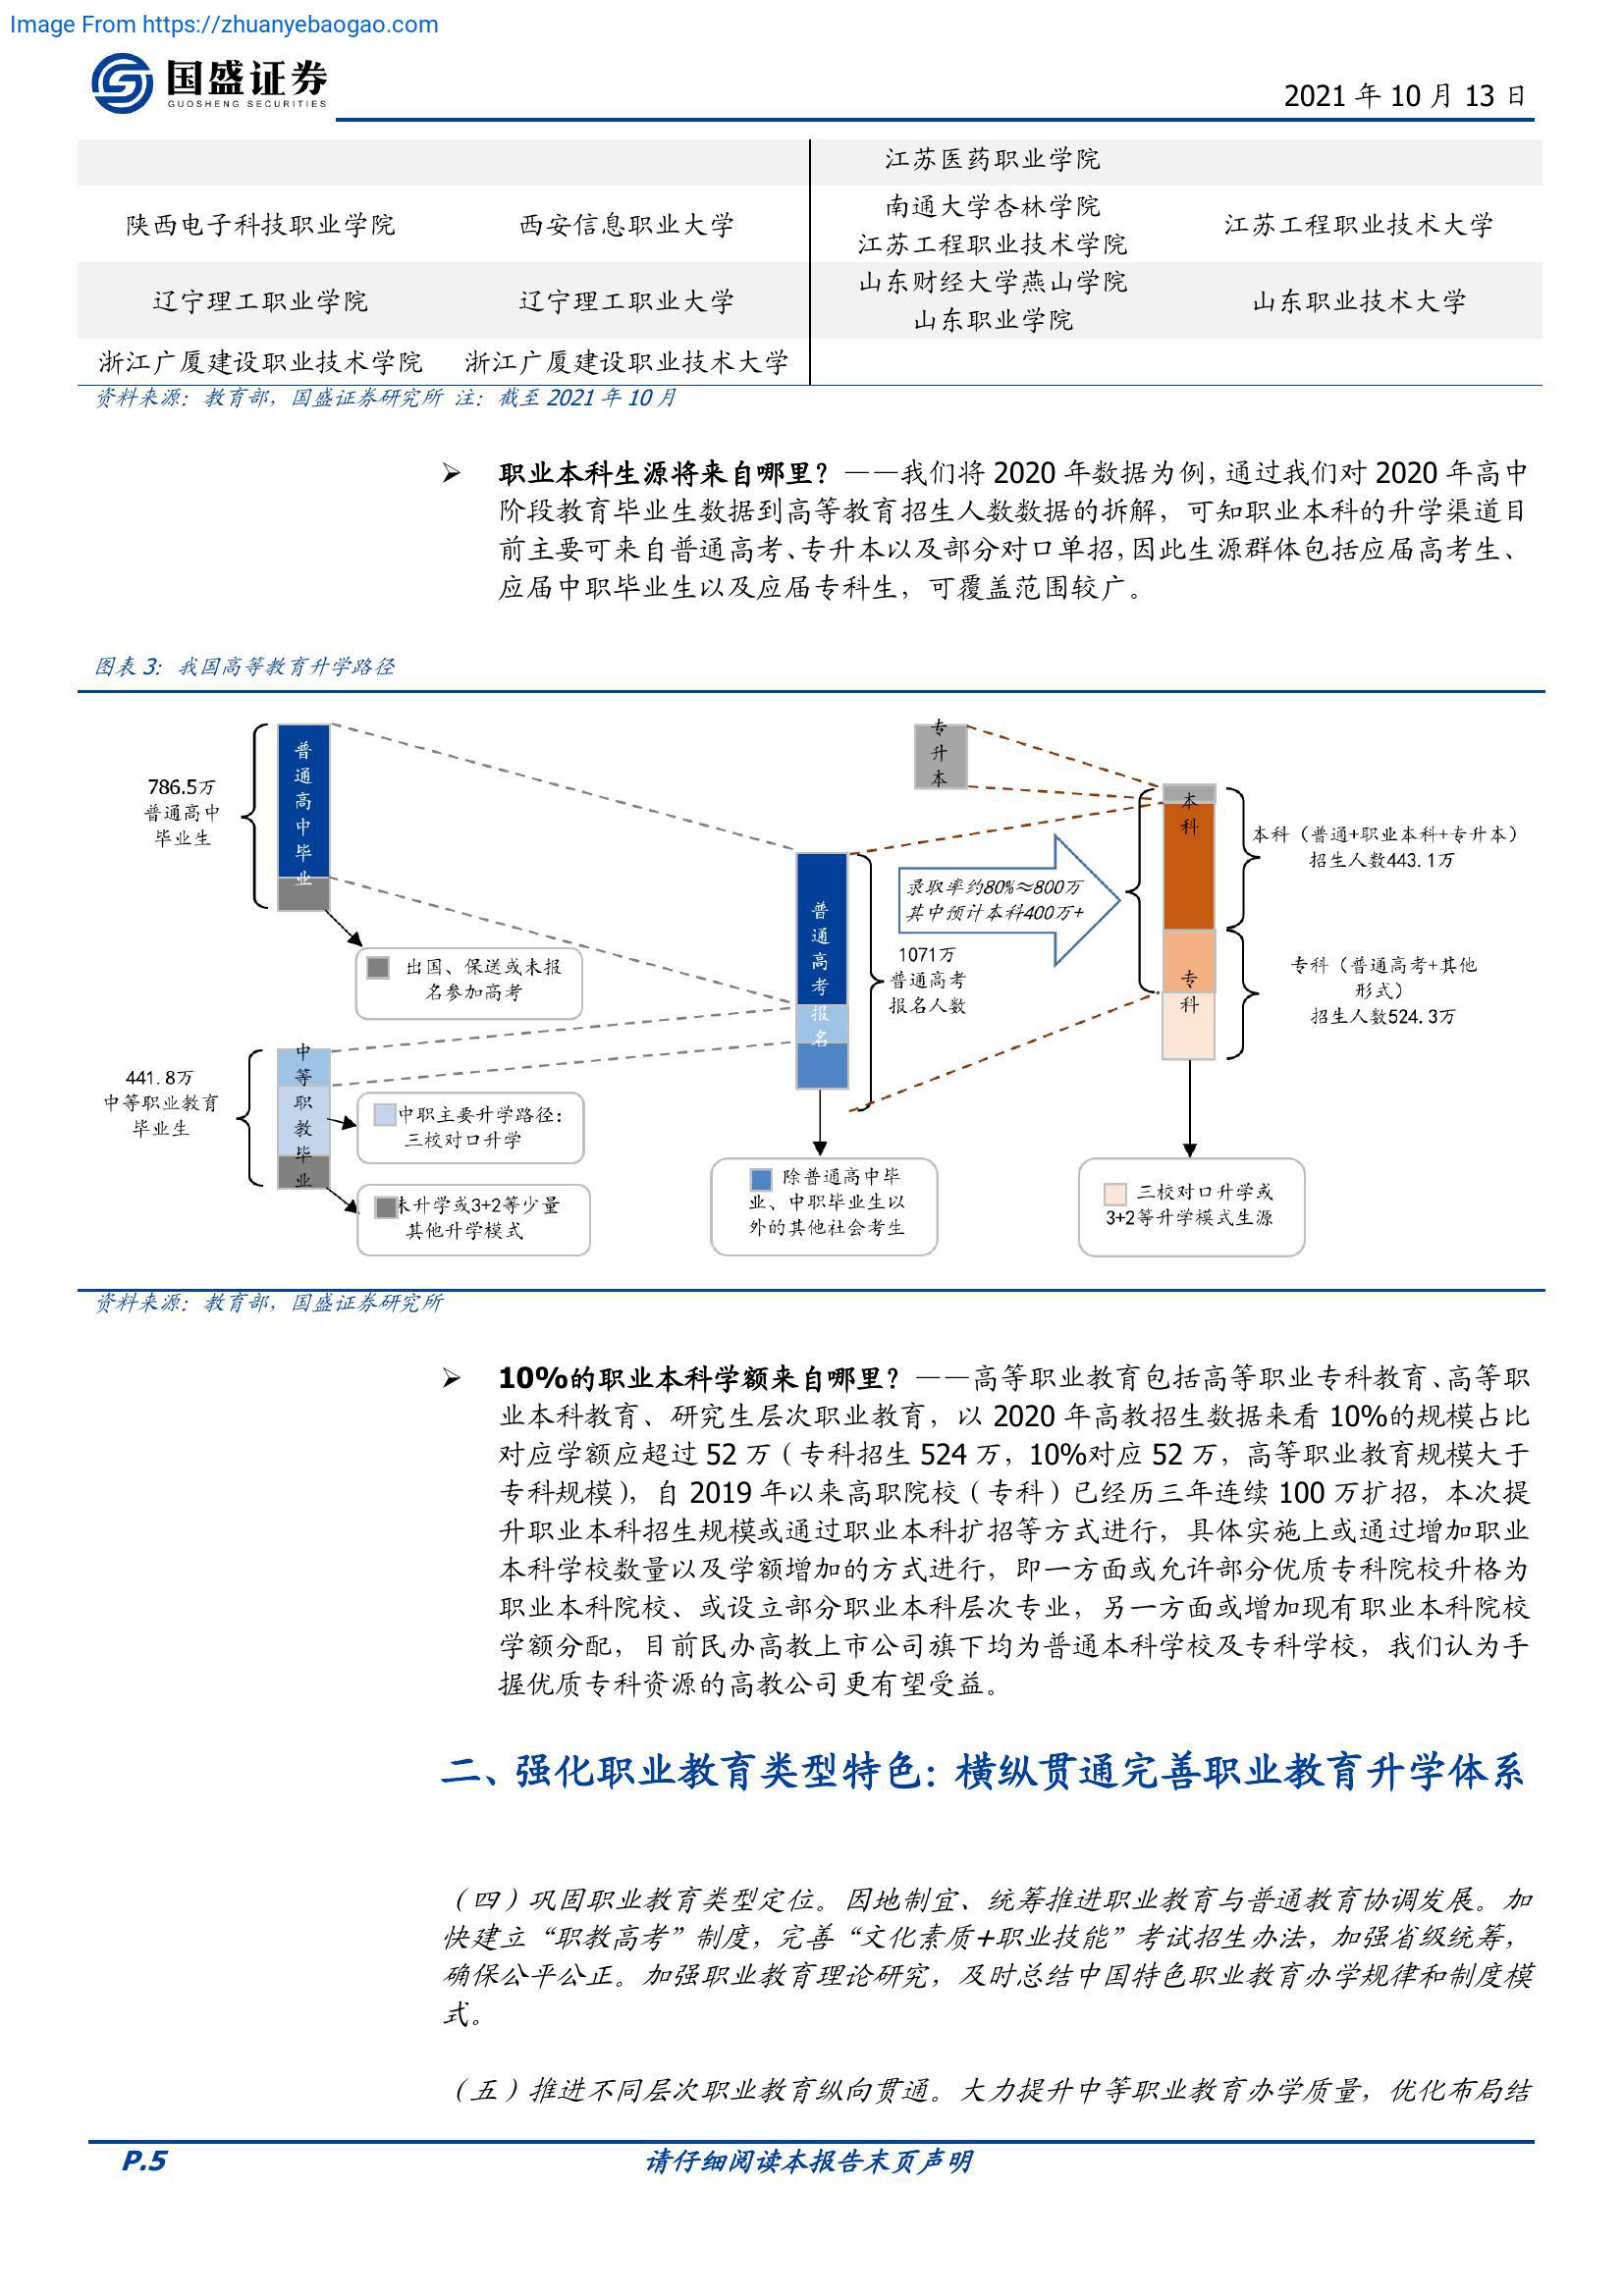 Image From https://zhuanyebaogao.com
国盛证券
GUOSHENG SECURITIES
2021 年 10 月 13 日
江苏医药职业学院
陕西电子科技职业学院 西安信息职业大学 南通大学杏林学院 江苏工程职业技术学院 江苏工程职业技术大学
辽宁理工职业学院 辽宁理工职业大学 山东财经大学燕山学院 山东职业学院 山东职业技术大学
浙江广厦建设职业技术学院 浙江广厦建设职业技术大学
资料来源：教育部，国盛证券研究所 注：截至 2021 年 10 月
➢ 职业本科生源将来自哪里？——我们将 2020 年数据为例，通过我们对 2020 年高中
阶段教育毕业生数据到高等教育招生人数数据的拆解，可知职业本科的升学渠道目
前主要可来自普通高考、专升本以及部分对口单招，因此生源群体包括应届高考生、
应届中职毕业生以及应届专科生，可覆盖范围较广。
图表 3：我国高等教育升学路径
786.5万
普通高中
毕业生
普通高中毕业
出国、保送或未报
名参加高考
441.8万
中等职业教育
毕业生
中等职教毕业
中职主要升学路径：
三校对口升学
未升学或3+2等少量
其他升学模式
普通高考报名
1071万
普通高考
报名人数
除普通高中毕
业、中职毕业生以
外的其他社会考生
专升本
录取率约80%≈800万
其中预计本科400万+
本科
专科
本科（普通+职业本科+专升本）
招生人数443.1万
专科（普通高考+其他
形式）
招生人数524.3万
三校对口升学或
3+2等升学模式生源
资料来源：教育部，国盛证券研究所
➢ 10%的职业本科学额来自哪里？——高等职业教育包括高等职业专科教育、高等职
业本科教育、研究生层次职业教育，以 2020 年高教招生数据来看 10%的规模占比
对应学额应超过 52 万（专科招生 524 万，10%对应 52 万，高等职业教育规模大于
专科规模），自 2019 年以来高职院校（专科）已经历三年连续 100 万扩招，本次提
升职业本科招生规模或通过职业本科扩招等方式进行，具体实施上或通过增加职业
本科学校数量以及学额增加的方式进行，即一方面或允许部分优质专科院校升格为
职业本科院校、或设立部分职业本科层次专业，另一方面或增加现有职业本科院校
学额分配，目前民办高教上市公司旗下均为普通本科学校及专科学校，我们认为手
握优质专科资源的高教公司更有望受益。
二、强化职业教育类型特色：横纵贯通完善职业教育升学体系
（四）巩固职业教育类型定位。因地制宜、统筹推进职业教育与普通教育协调发展。加
快建立“职教高考”制度，完善“文化素质+职业技能”考试招生办法，加强省级统筹，
确保公平公正。加强职业教育理论研究，及时总结中国特色职业教育办学规律和制度模
式。
（五）推进不同层次职业教育纵向贯通。大力提升中等职业教育办学质量，优化布局结
P.5
请仔细阅读本报告末页声明